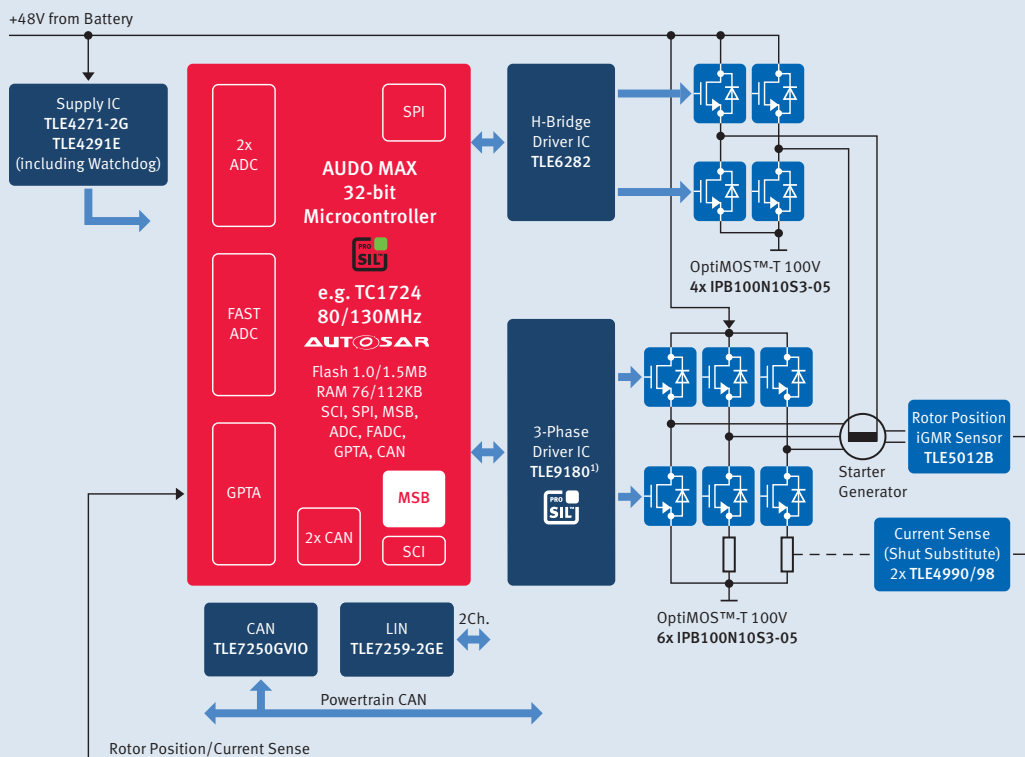 +48V from Battery
Supply IC
TLE4271-2G
TLE4291E
(including Watchdog)
2x
ADC
SPI
AUDO MAX
32-bit
Microcontroller
PRO
SIL™
e.g. TC1724
80/130MHz
AUTOSAR
Flash 1.0/1.5MB
RAM 76/112KB
SCI, SPI, MSB,
ADC, FADC,
GPTA, CAN
FAST
ADC
GPTA
2x CAN
MSB
SCI
H-Bridge
Driver IC
TLE6282
OptiMOS™-T 100V
4x IPB100N10S3-05
3-Phase
Driver IC
TLE9180¹⁾
PRO
SIL™
Starter
Generator
Rotor Position
iGMR Sensor
TLE5012B
Current Sense
(Shut Substitute)
2x TLE4990/98
OptiMOS™-T 100V
6x IPB100N10S3-05
CAN
TLE7250GVIO
LIN
TLE7259-2GE
2Ch.
Powertrain CAN
Rotor Position/Current Sense